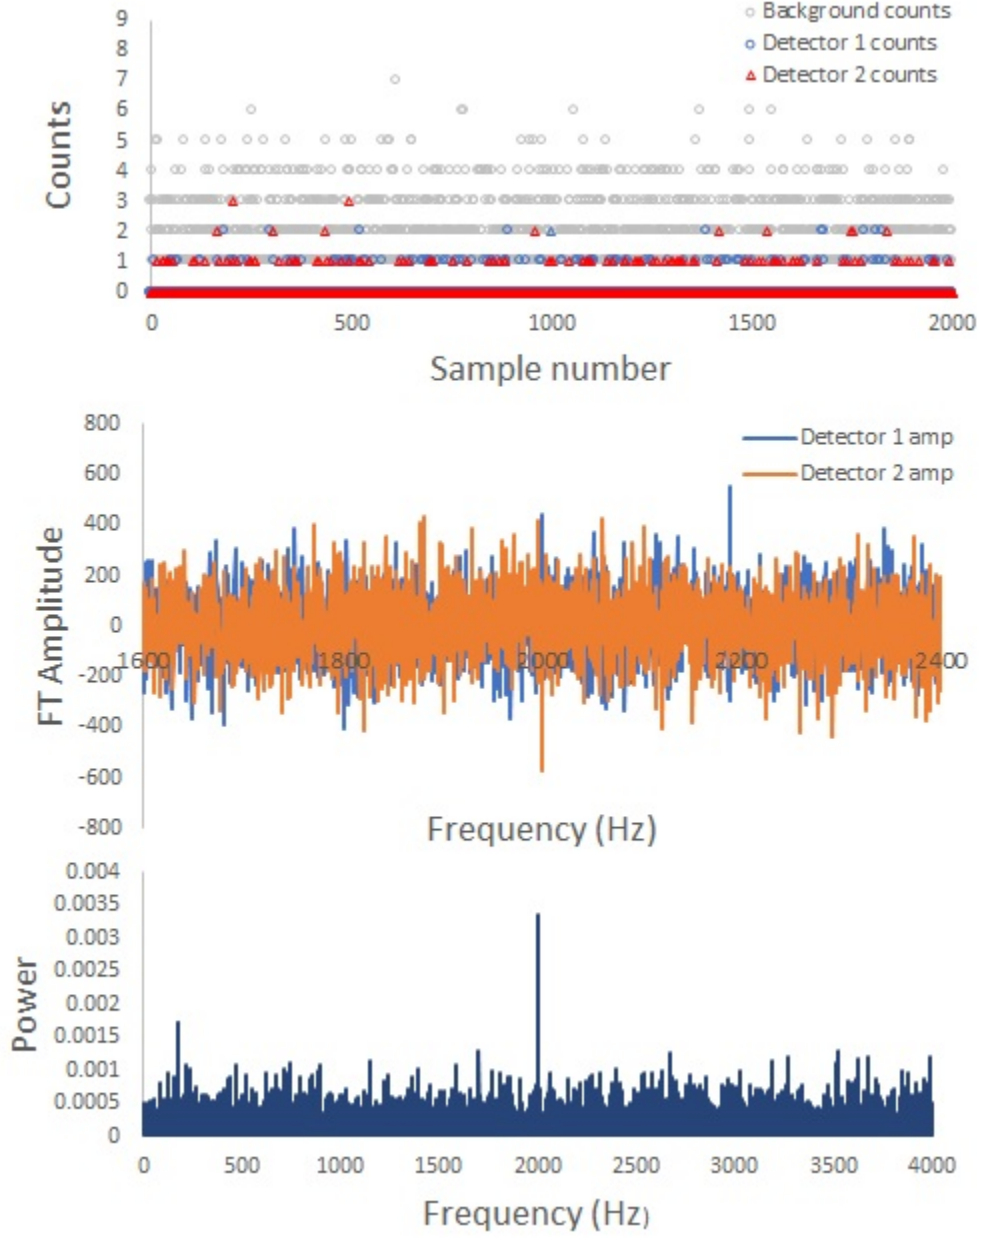 9
8
7
6
5
4
3
2
1
0
Counts
Background counts
Detector 1 counts
Detector 2 counts
0 500 1000 1500 2000
Sample number
800
600
400
200
0
-200
-400
-600
-800
FT Amplitude
Detector 1 amp
Detector 2 amp
1600 1800 2000 2200 2400
Frequency (Hz)
0.004
0.0035
0.003
0.0025
0.002
0.0015
0.001
0.0005
0
Power
0 500 1000 1500 2000 2500 3000 3500 4000
Frequency (Hz)